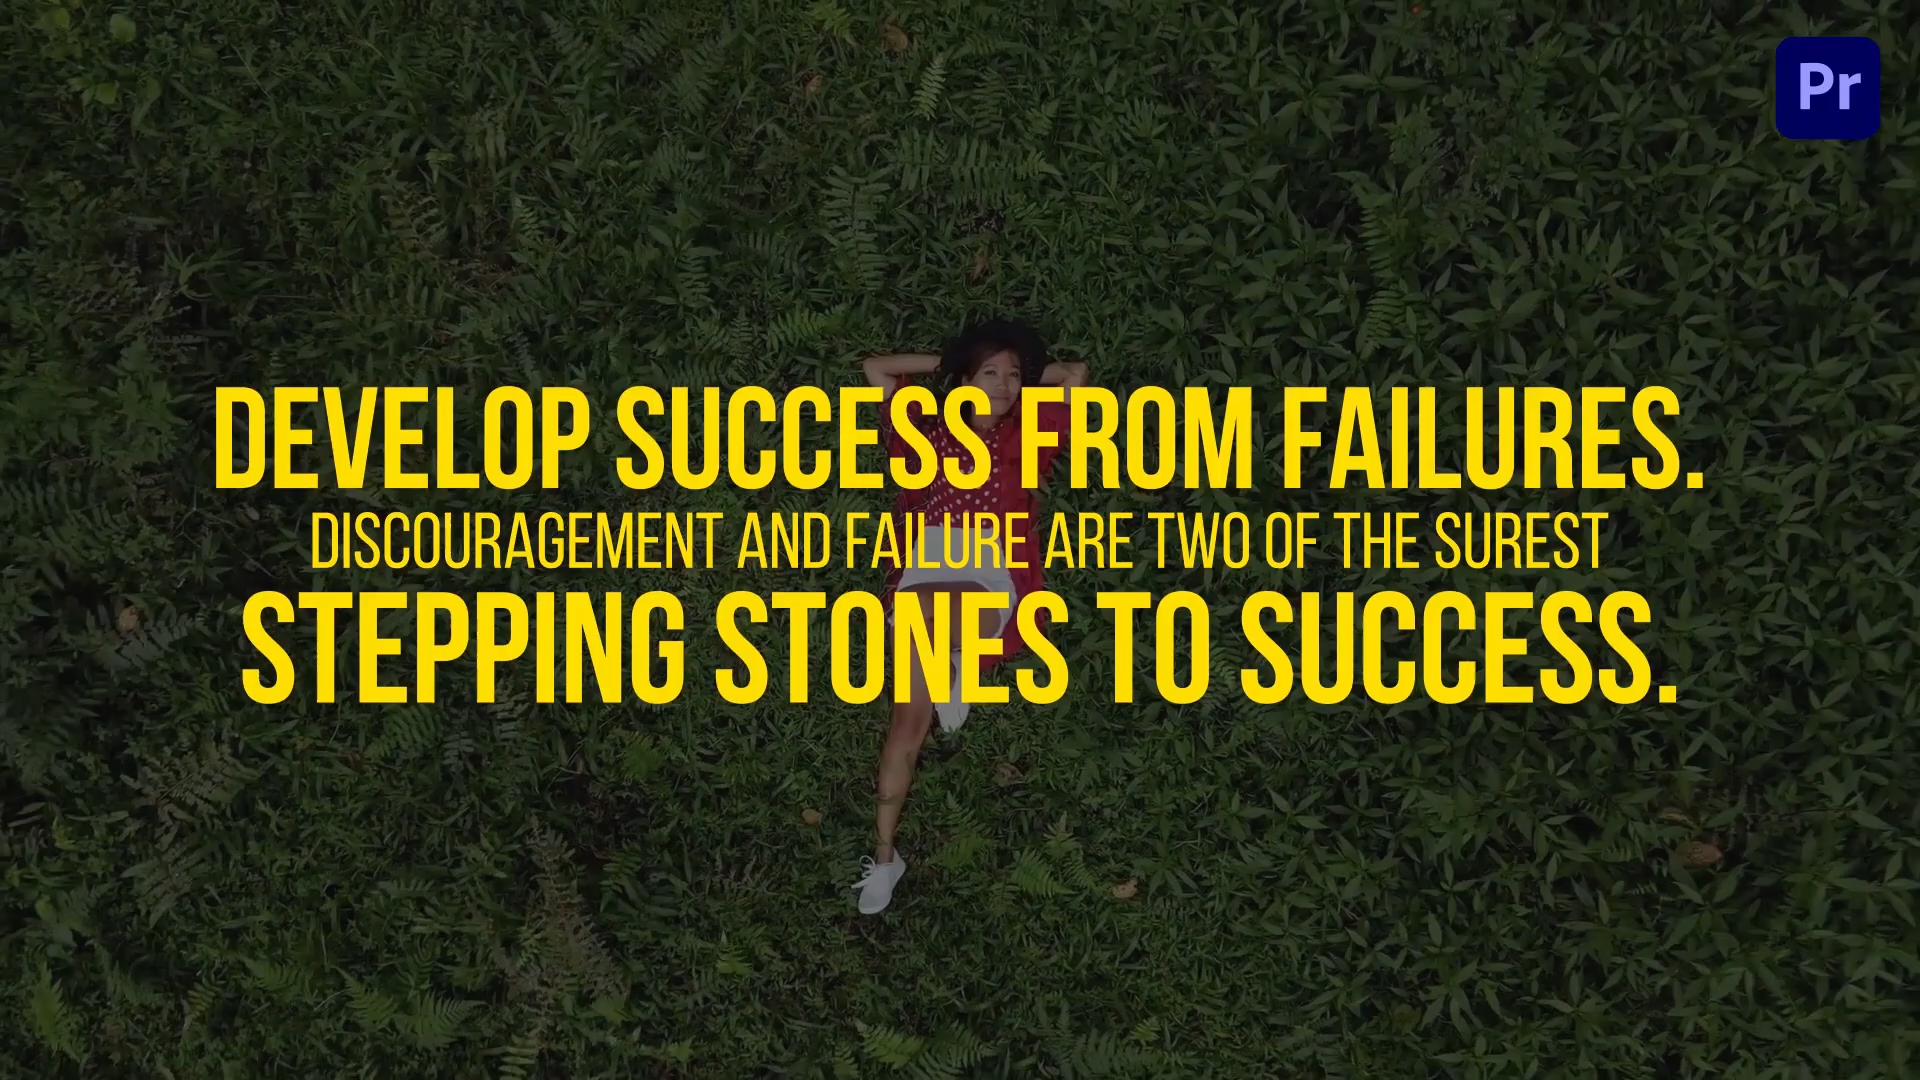 Pr
DEVELOP SUCCESS FROM FAILURES.
DISCOURAGEMENT AND FAILURE ARE TWO OF THE SUREST
STEPPING STONES TO SUCCESS.